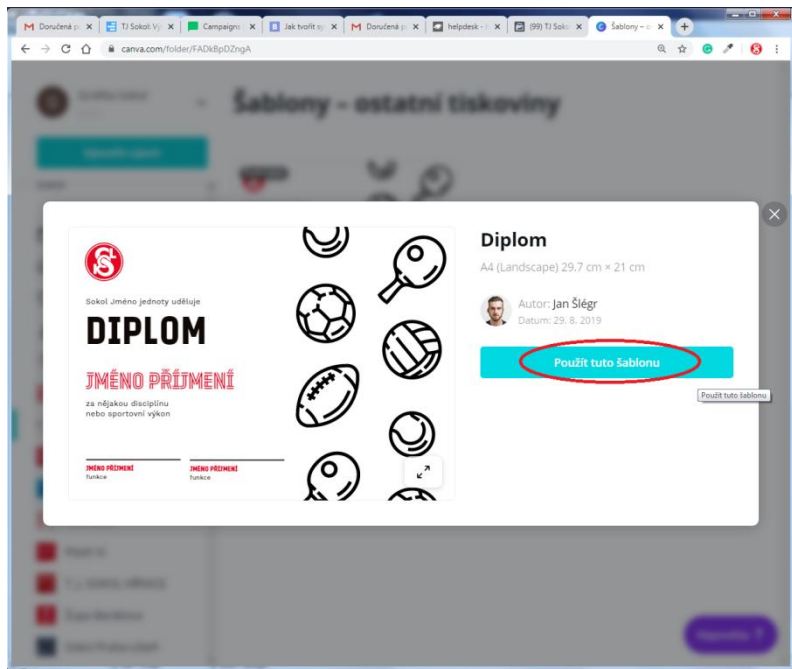 Doručená p
TJ Sokol: Vý
Campaigns
Jak tvořit sy
Doručená p
helpdesk -
(99) TJ Soko
Šablony – o
canva.com/folder/FADkBpDZngA
Šablony – ostatní tiskoviny
Diplom
A4 (Landscape) 29.7 cm × 21 cm
Autor: Jan Šlégr
Datum: 29. 8. 2019
Použít tuto šablonu
Použít tuto šablonu
Sokol Jméno jednoty uděluje
DIPLOM
JMÉNO PŘÍJMENÍ
za nějakou disciplínu
nebo sportovní výkon
JMÉNO PŘÍJMENÍ
funkce
JMÉNO PŘÍJMENÍ
funkce